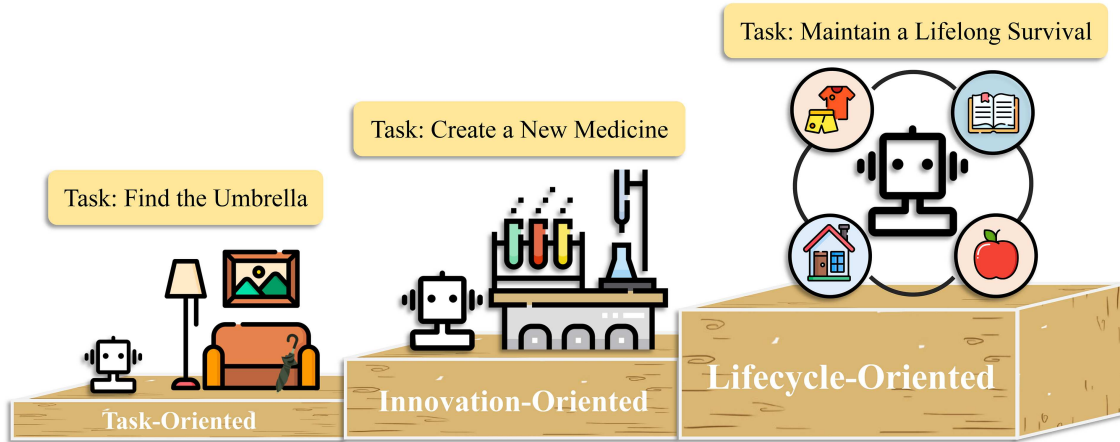 Task: Maintain a Lifelong Survival
Task: Create a New Medicine
Task: Find the Umbrella
Task-Oriented
Innovation-Oriented
Lifecycle-Oriented